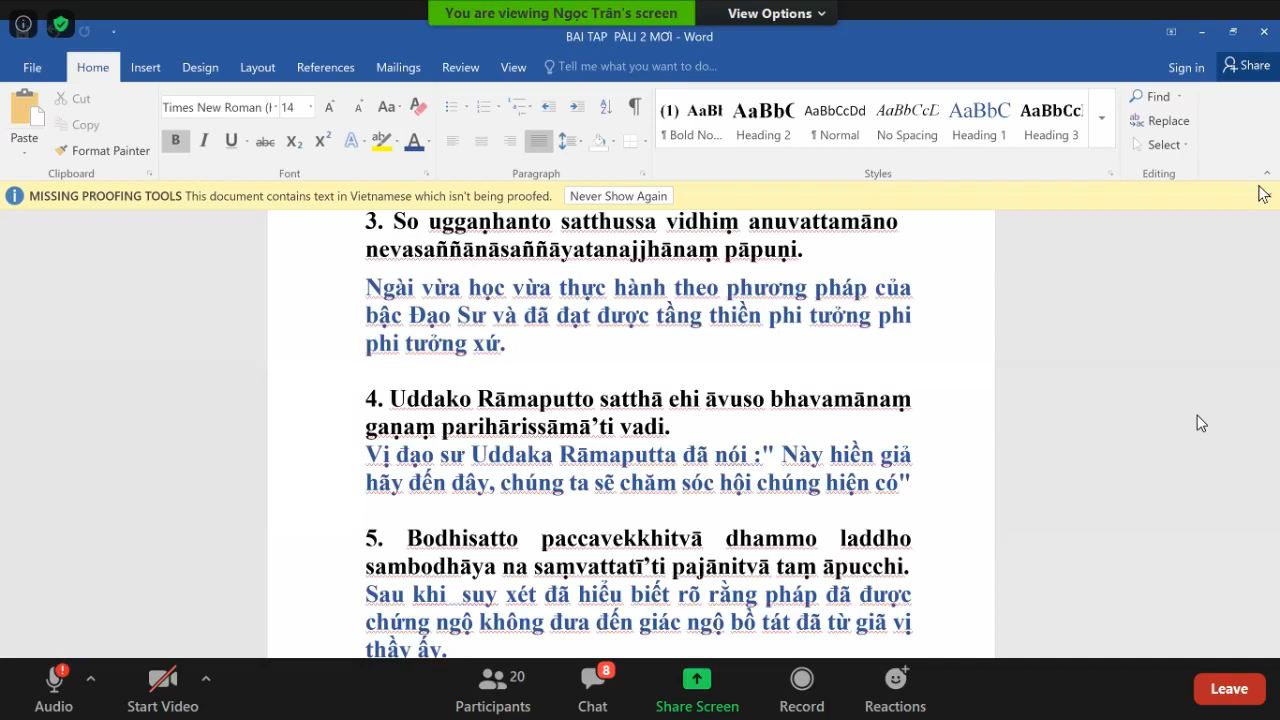 You are viewing Ngọc Trân's screen
View Options
BAI TAP PÀLI 2 MƠI - Word
File Home Insert Design Layout References Mailings Review View Tell me what you want to do... Sign in Share
Paste
Cut
Copy
Format Painter
Clipboard
Times New Roman (H 14
Font
Paragraph
(1) AaBl AaBbC AaBbCcDd AaBbCcD AaBbC AaBbCc
¶ Bold No... Heading 2 ¶ Normal No Spacing Heading 1 Heading 3
Styles
Find
Replace
Select
Editing
MISSING PROOFING TOOLS This document contains text in Vietnamese which isn't being proofed. Never Show Again
3. So uggaṇhanto satthussa vidhiṃ anuvattamāno
nevasaññānāsaññāyatanajjhānaṃ pāpuṇi.
Ngài vừa học vừa thực hành theo phương pháp của
bậc Đạo Sư và đã đạt được tầng thiền phi tưởng phi
phi tưởng xứ.
4. Uddako Rāmaputto satthā ehi āvuso bhavamānaṃ
gaṇaṃ parihārissāmā’ti vadi.
Vị đạo sư Uddaka Rāmaputta đã nói :" Này hiền giả
hãy đến đây, chúng ta sẽ chăm sóc hội chúng hiện có"
5. Bodhisatto paccavekkhitvā dhammo laddho
sambodhāya na saṃvattatī’ti pajānitvā taṃ āpucchi.
Sau khi suy xét đã hiểu biết rõ rằng pháp đã được
chứng ngộ không đưa đến giác ngộ bồ tát đã từ giã vị
thầy ấy.
Audio
Start Video
Participants 20
Chat 8
Share Screen
Record
Reactions
Leave